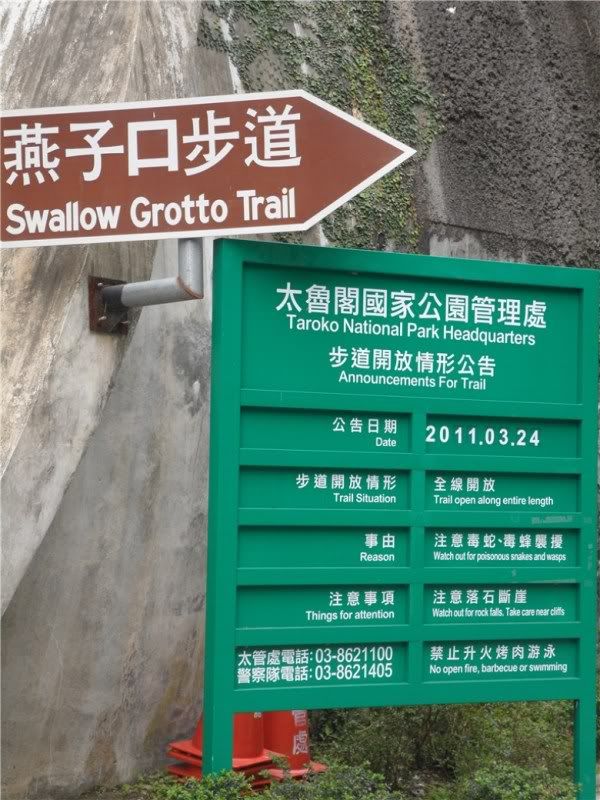 燕子口步道
Swallow Grotto Trail
太魯閣國家公園管理處
Taroko National Park Headquarters
步道開放情形公告
Announcements For Trail
公告日期
Date
2011.03.24
步道開放情形
Trail Situation
全線開放
Trail open along entire length
事由
Reason
注意毒蛇、毒蜂襲擾
Watch out for poisonous snakes and wasps
注意事項
Things for attention
注意落石斷崖
Watch out for rock falls. Take care near cliffs
太管處電話:03-8621100
警察隊電話:03-8621405
禁止升火烤肉游泳
No open fire, barbecue or swimming
管
處